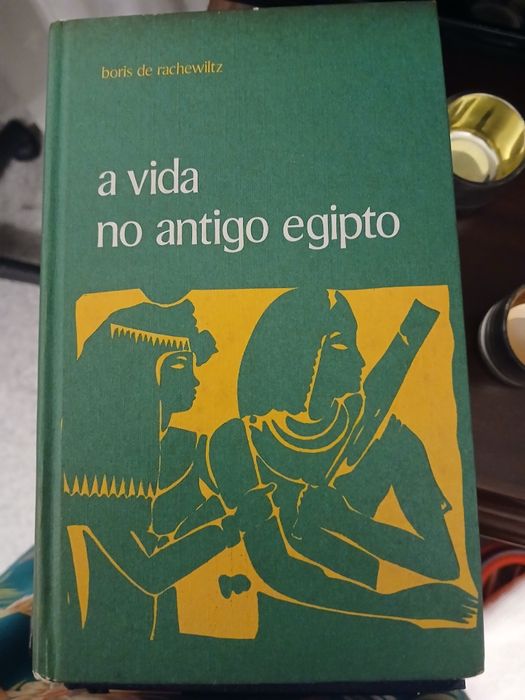 boris de rachewiltz
a vida
no antigo egipto